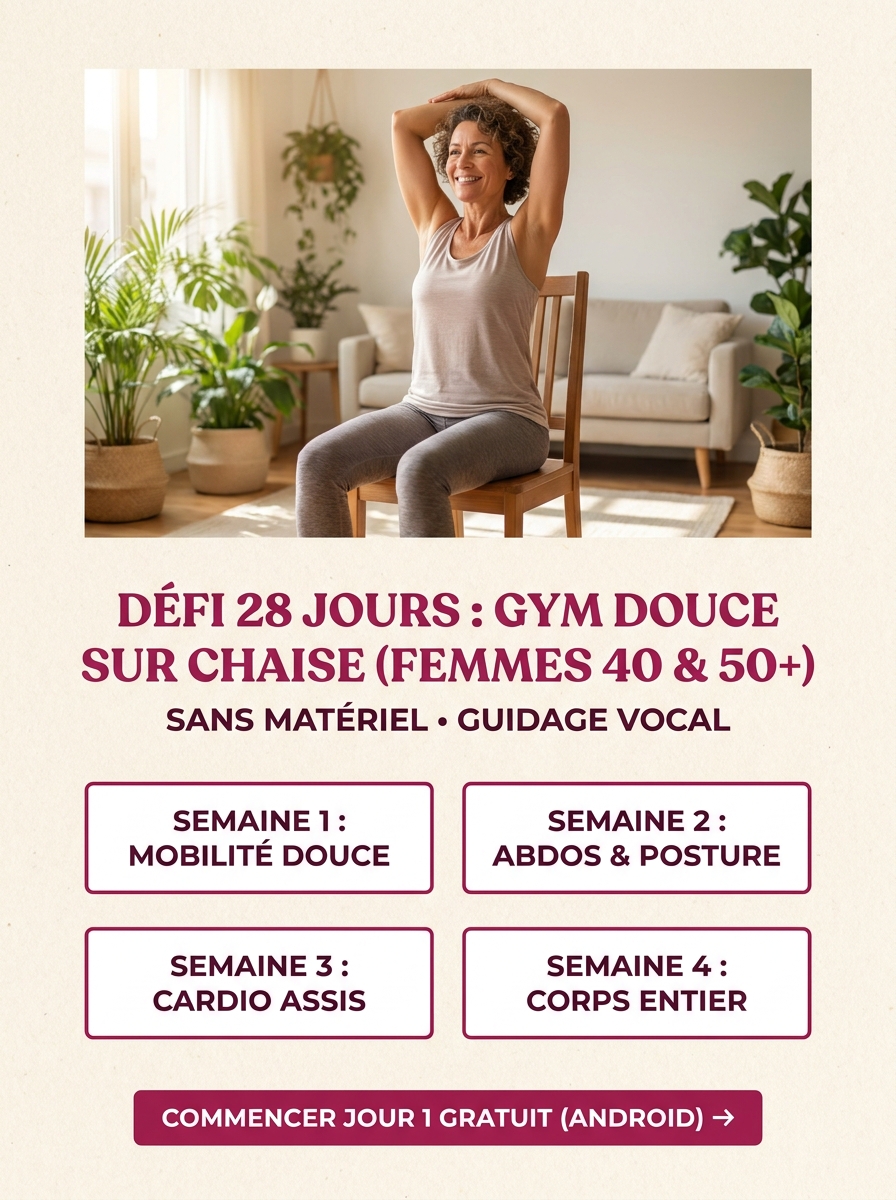 DÉFI 28 JOURS : GYM DOUCE
SUR CHAISE (FEMMES 40 & 50+)
SANS MATÉRIEL • GUIDAGE VOCAL
SEMAINE 1 :
MOBILITÉ DOUCE
SEMAINE 2 :
ABDOS & POSTURE
SEMAINE 3 :
CARDIO ASSIS
SEMAINE 4 :
CORPS ENTIER
COMMENCER JOUR 1 GRATUIT (ANDROID) →